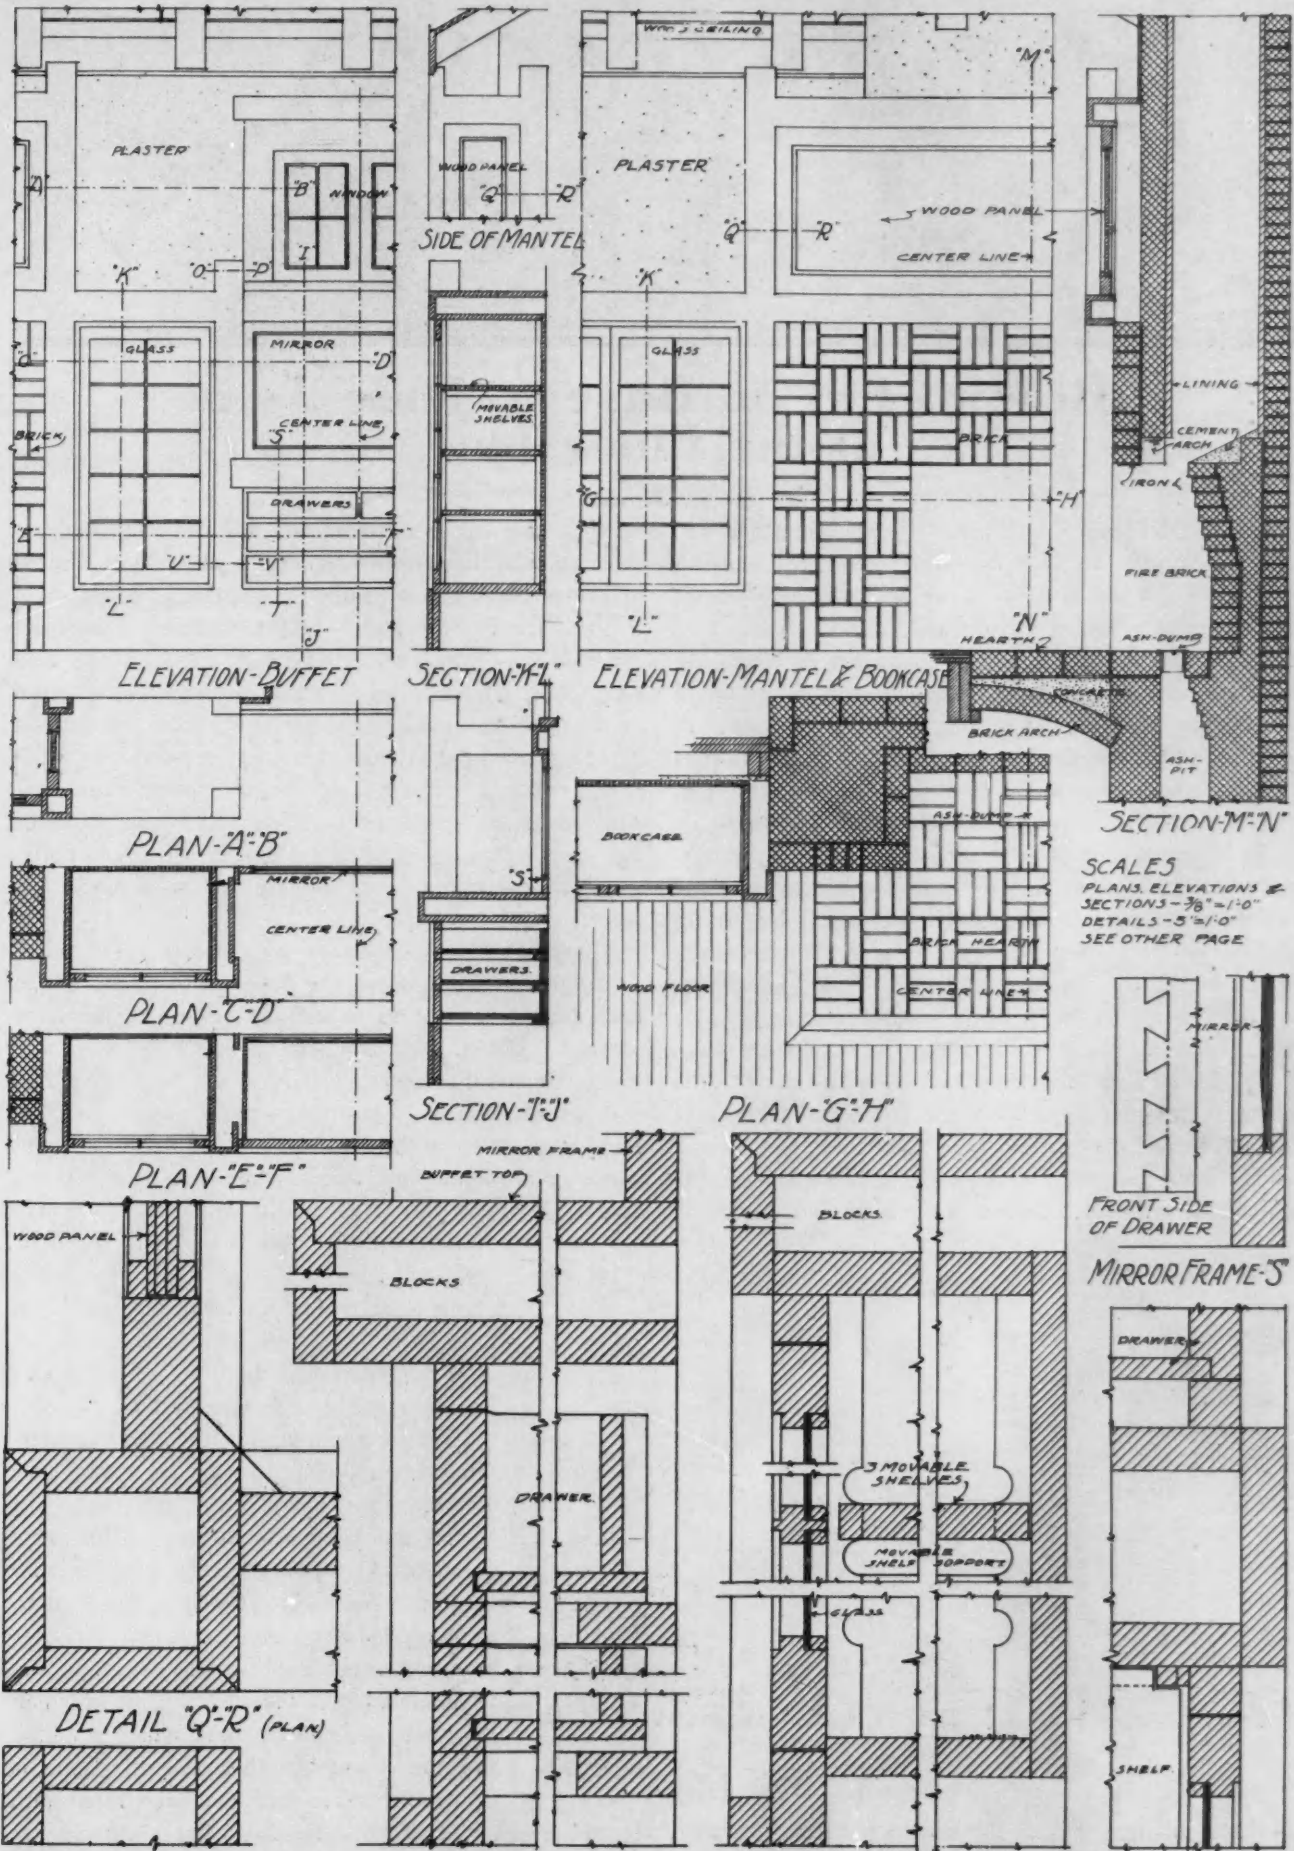 WOOD CEILING
"M"
PLASTER
"A"
"B"
WINDOW
WOOD PANEL
"Q" "R"
SIDE OF MANTEL
PLASTER
WOOD PANEL
"Q" "R"
CENTER LINE
"I"
"O" "P"
"K"
"K"
GLASS
MIRROR
"C"
"D"
MOVABLE
SHELVES
GLASS
LINING
BRICK
CENTER LINE
"S"
BRICK
CEMENT
ARCH
IRON
DRAWERS
"G"
"H"
"E"
"F"
"U" "V"
FIRE BRICK
"L"
"T"
"J"
"L"
"N"
HEARTH
ASH-DUMP
ELEVATION-BUFFET
SECTION-"K"-"L"
ELEVATION-MANTEL & BOOKCASE
CONCRETE
BRICK ARCH
ASH-
PIT
PLAN-"A"-"B"
BOOKCASE
ASH-DUMP
SECTION-"M"-"N"
MIRROR
CENTER LINE
"S"
DRAWERS.
WOOD FLOOR
BRICK HEARTH
CENTER LINE
SCALES
PLANS. ELEVATIONS &
SECTIONS - 3/8" = 1'-0"
DETAILS - 3" = 1'-0"
SEE OTHER PAGE
PLAN-"C"-"D"
MIRROR
SECTION-"I"-"J"
PLAN-"G"-"H"
PLAN-"E"-"F"
MIRROR FRAME
BUFFET TOP
FRONT SIDE
OF DRAWER
WOOD PANEL
BLOCKS
BLOCKS.
MIRROR FRAME-"S"
DRAWER
3 MOVABLE
SHELVES
DRAWER.
MOVABLE
SHELF SUPPORT
GLASS
DETAIL "Q"-"R" (PLAN)
SHELF.